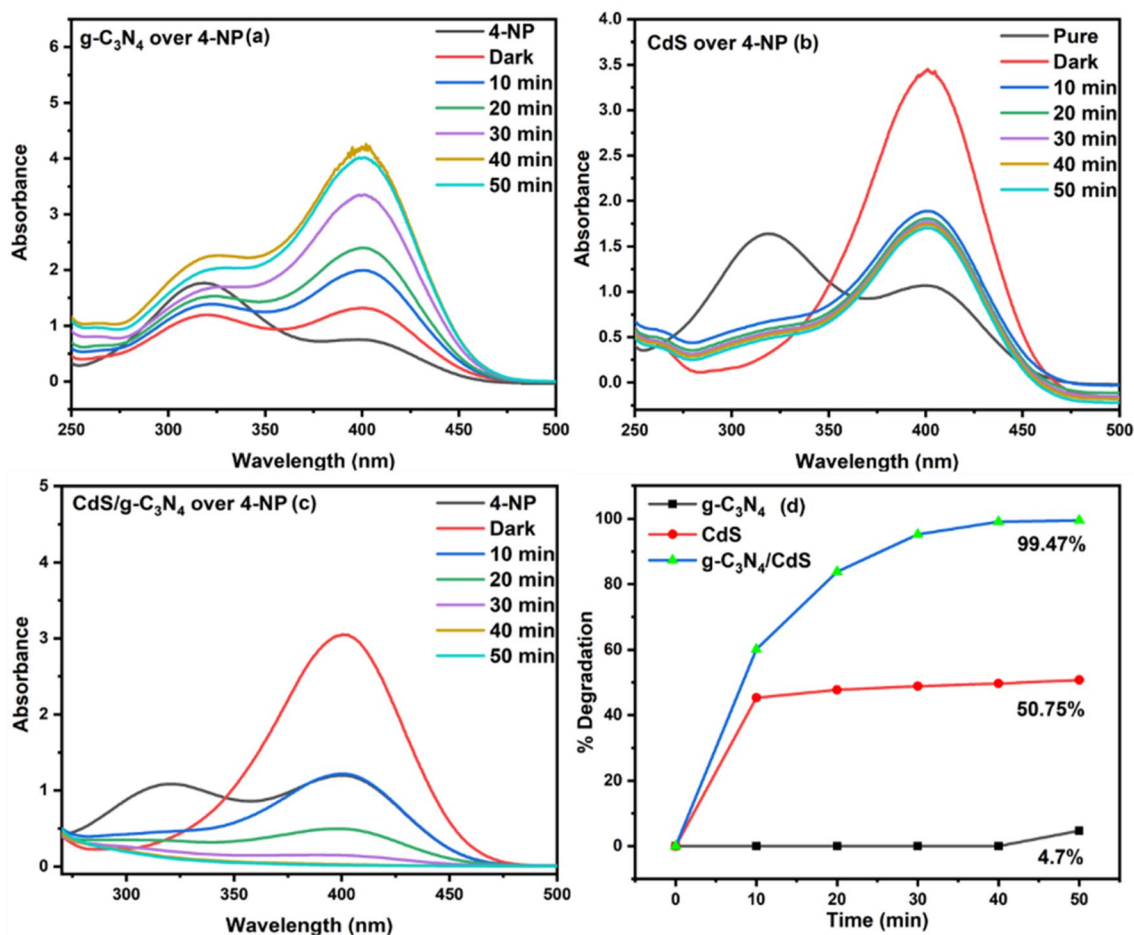 g-C₃N₄ over 4-NP (a)
4-NP
Dark
10 min
20 min
30 min
40 min
50 min
6
5
4
3
2
1
0
Absorbance
250 300 350 400 450 500
Wavelength (nm)
CdS over 4-NP (b)
Pure
Dark
10 min
20 min
30 min
40 min
50 min
4.0
3.5
3.0
2.5
2.0
1.5
1.0
0.5
0.0
Absorbance
250 300 350 400 450 500
Wavelength (nm)
CdS/g-C₃N₄ over 4-NP (c)
4-NP
Dark
10 min
20 min
30 min
40 min
50 min
5
4
3
2
1
0
Absorbance
300 350 400 450 500
Wavelength (nm)
g-C₃N₄ (d)
CdS
g-C₃N₄/CdS
100
80
60
40
20
0
% Degradation
99.47%
50.75%
4.7%
0 10 20 30 40 50
Time (min)